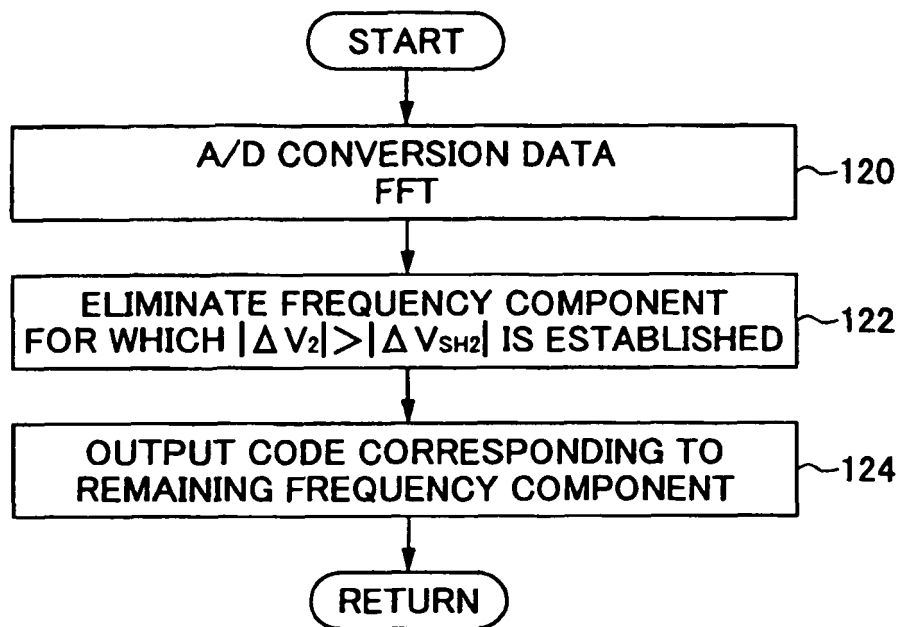 START
A/D CONVERSION DATA
FFT
120
ELIMINATE FREQUENCY COMPONENT
FOR WHICH |ΔV₂|>|ΔVSH2| IS ESTABLISHED
122
OUTPUT CODE CORRESPONDING TO
REMAINING FREQUENCY COMPONENT
124
RETURN